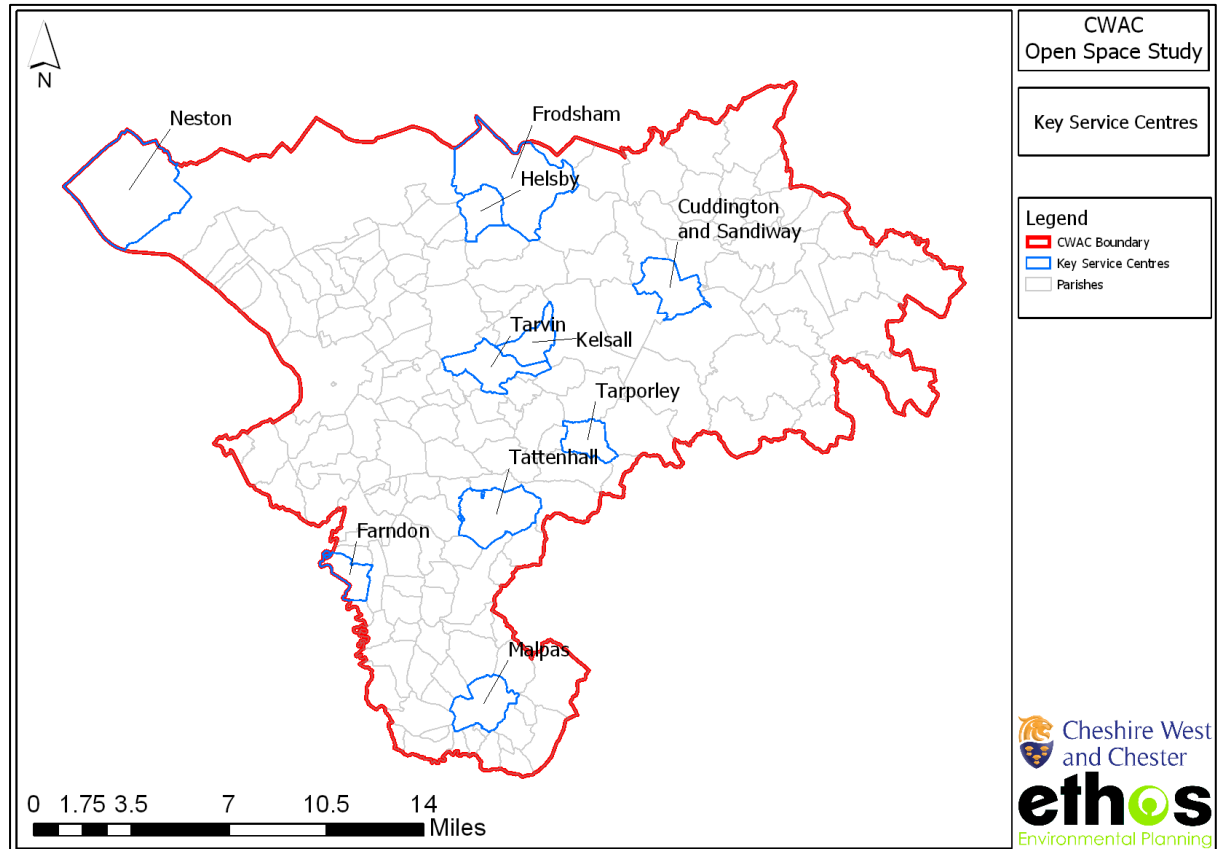 CWAC
Open Space Study
Key Service Centres
Legend
CWAC Boundary
Key Service Centres
Parishes
N
Neston
Frodsham
Helsby
Cuddington
and Sandiway
Tarvin
Kelsall
Tarporley
Tattenhall
Farndon
Malpas
0 1.75 3.5 7 10.5 14
Miles
Cheshire West
and Chester
ethos
Environmental Planning